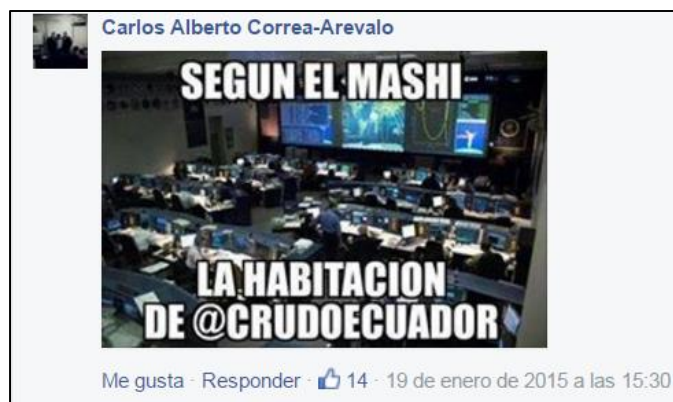 Carlos Alberto Correa-Arevalo
SEGUN EL MASHI
LA HABITACION
DE @CRUDOECUADOR
Me gusta · Responder · 14 · 19 de enero de 2015 a las 15:30